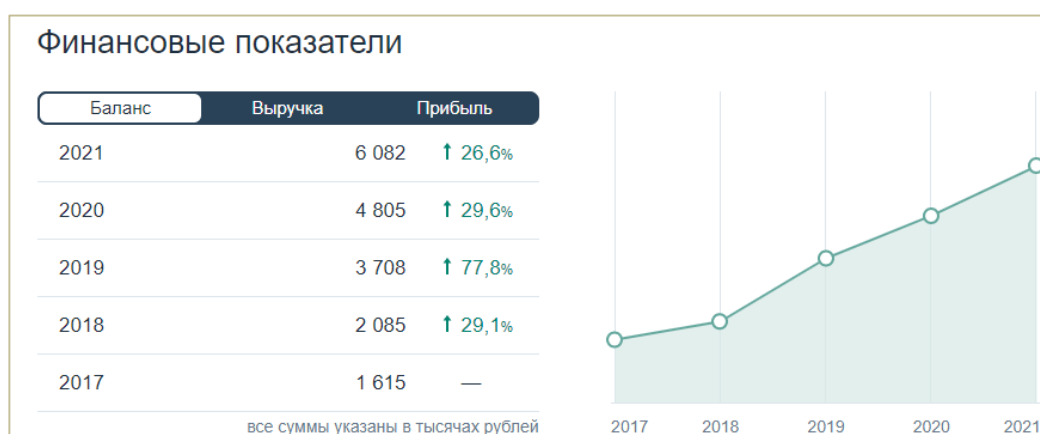 Финансовые показатели
Баланс Выручка Прибыль
2021 6 082 ↑ 26,6%
2020 4 805 ↑ 29,6%
2019 3 708 ↑ 77,8%
2018 2 085 ↑ 29,1%
2017 1 615 —
все суммы указаны в тысячах рублей
2017 2018 2019 2020 2021